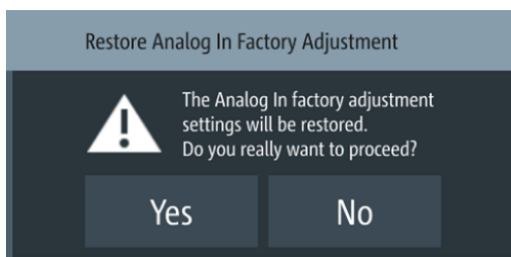 Restore Analog In Factory Adjustment
The Analog In factory adjustment
settings will be restored.
Do you really want to proceed?
Yes No